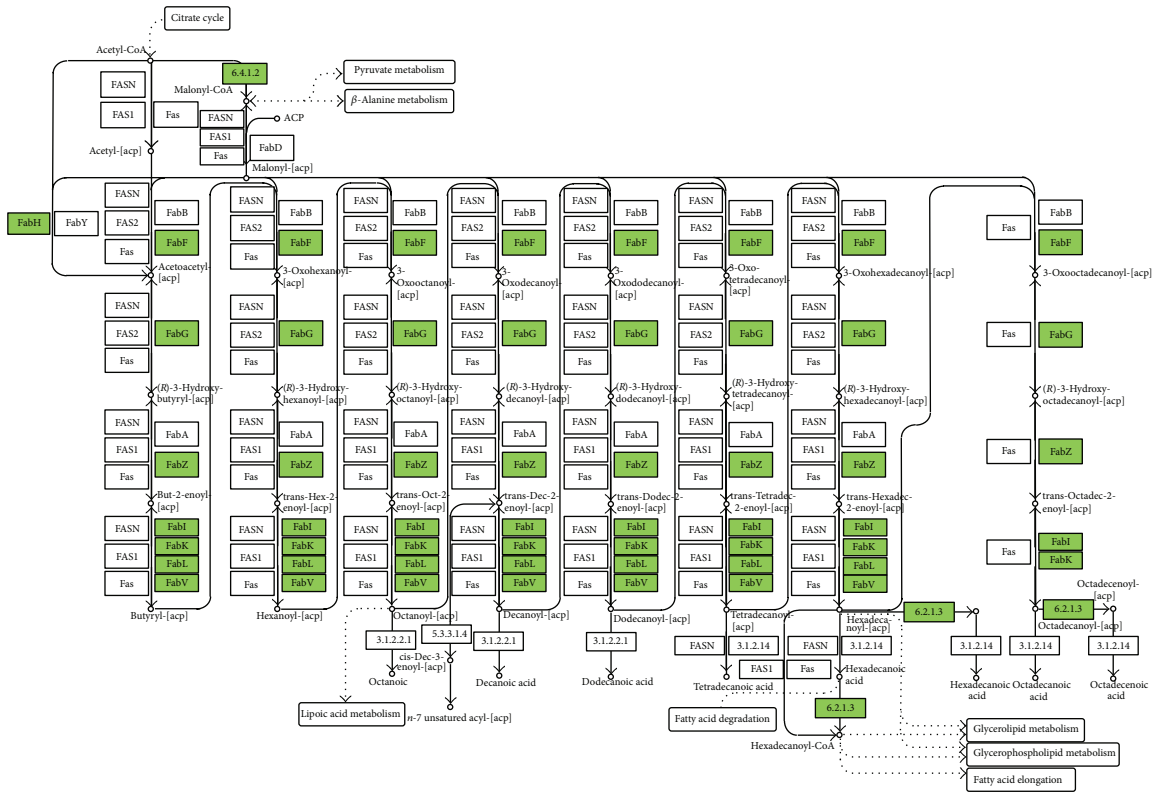 Citrate cycle
Acetyl-CoA
6.4.1.2
Pyruvate metabolism
FASN
Malonyl-CoA
β-Alanine metabolism
FAS1
Fas
FASN
ACP
FAS1
Acetyl-[acp]
Fas
FabD
Malonyl-[acp]
FASN
FASN
FASN
FASN
FASN
FASN
FASN
FabB
FabB
FabB
FabB
FabB
FabB
FabB
FabB
FabH
FabY
FAS2
FAS2
FAS2
FAS2
FAS2
FAS2
FAS2
Fas
FabF
FabF
FabF
FabF
FabF
FabF
FabF
FabF
Fas
Fas
Fas
Fas
Fas
Fas
Fas
Acetoacetyl-
[acp]
3-Oxohexanoyl-
[acp]
3-
Oxooctanoyl-
[acp]
3-
Oxodecanoyl-
[acp]
3-
Oxododecanoyl-
[acp]
3-Oxo-
tetradecanoyl-
[acp]
3-Oxohexadecanoyl-[acp]
3-Oxooctadecanoyl-[acp]
FASN
FASN
FASN
FASN
FASN
FASN
FASN
FAS2
FabG
FAS2
FabG
FAS2
FabG
FAS2
FabG
FAS2
FabG
FAS2
FabG
FAS2
FabG
Fas
FabG
Fas
Fas
Fas
Fas
Fas
Fas
Fas
(R)-3-Hydroxy-
butyryl-[acp]
(R)-3-Hydroxy-
hexanoyl-[acp]
(R)-3-Hydroxy-
octanoyl-[acp]
(R)-3-Hydroxy-
decanoyl-[acp]
(R)-3-Hydroxy-
dodecanoyl-[acp]
(R)-3-Hydroxy-
tetradecanoyl-
[acp]
(R)-3-Hydroxy-
hexadecanoyl-[acp]
(R)-3-Hydroxy-
octadecanoyl-[acp]
FASN
FASN
FASN
FASN
FASN
FASN
FASN
FabA
FabA
FabA
FabA
FabA
FabA
FabA
FAS1
FAS1
FAS1
FAS1
FAS1
FAS1
FAS1
Fas
FabZ
FabZ
FabZ
FabZ
FabZ
FabZ
FabZ
FabZ
Fas
Fas
Fas
Fas
Fas
Fas
Fas
But-2-enoyl-
[acp]
trans-Hex-2-
enoyl-[acp]
trans-Oct-2-
enoyl-[acp]
trans-Dec-2-
enoyl-[acp]
trans-Dodec-2-
enoyl-[acp]
trans-Tetradec-
2-enoyl-[acp]
trans-Hexadec-
2-enoyl-[acp]
trans-Octadec-2-
enoyl-[acp]
FASN
FabI
FASN
FabI
FASN
FabI
FASN
FabI
FASN
FabI
FASN
FabI
FASN
FabI
FabI
FabK
FabK
FabK
FabK
FabK
FabK
FabK
Fas
FabK
FAS1
FabL
FAS1
FabL
FAS1
FabL
FAS1
FabL
FAS1
FabL
FAS1
FabL
FAS1
FabL
Fas
FabV
Fas
FabV
Fas
FabV
Fas
FabV
Fas
FabV
Fas
FabV
Fas
FabV
Butyryl-[acp]
Hexanoyl-[acp]
Octanoyl-[acp]
Decanoyl-[acp]
Dodecanoyl-[acp]
Tetradecanoyl-
[acp]
Hexadeca-
noyl-[acp]
6.2.1.3
6.2.1.3
Octadecenoyl-
[acp]
Octadecanoyl-[acp]
3.1.2.2.1
5.3.3.1.4
3.1.2.2.1
3.1.2.2.1
FASN
3.1.2.14
FASN
3.1.2.14
3.1.2.14
3.1.2.14
3.1.2.14
cis-Dec-3-
enoyl-[acp]
FAS1
Fas
Hexadecanoic
acid
Octanoic
Decanoic acid
Dodecanoic acid
Tetradecanoic acid
Hexadecanoic
acid
Octadecanoic
acid
Octadecenoic
acid
Lipoic acid metabolism
n-7 unsatured acyl-[acp]
Fatty acid degradation
6.2.1.3
Hexadecanoyl-CoA
Glycerolipid metabolism
Glycerophospholipid metabolism
Fatty acid elongation